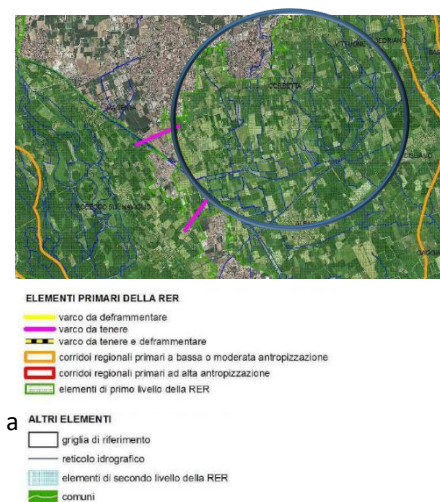 VITTUONE
CORBETTA
ELEMENTI PRIMARI DELLA RER
varco da deframmentare
varco da tenere
varco da tenere e deframmentare
corridoi regionali primari a bassa o moderata antropizzazione
corridoi regionali primari ad alta antropizzazione
elementi di primo livello della RER
a
ALTRI ELEMENTI
griglia di riferimento
reticolo idrografico
elementi di secondo livello della RER
comuni